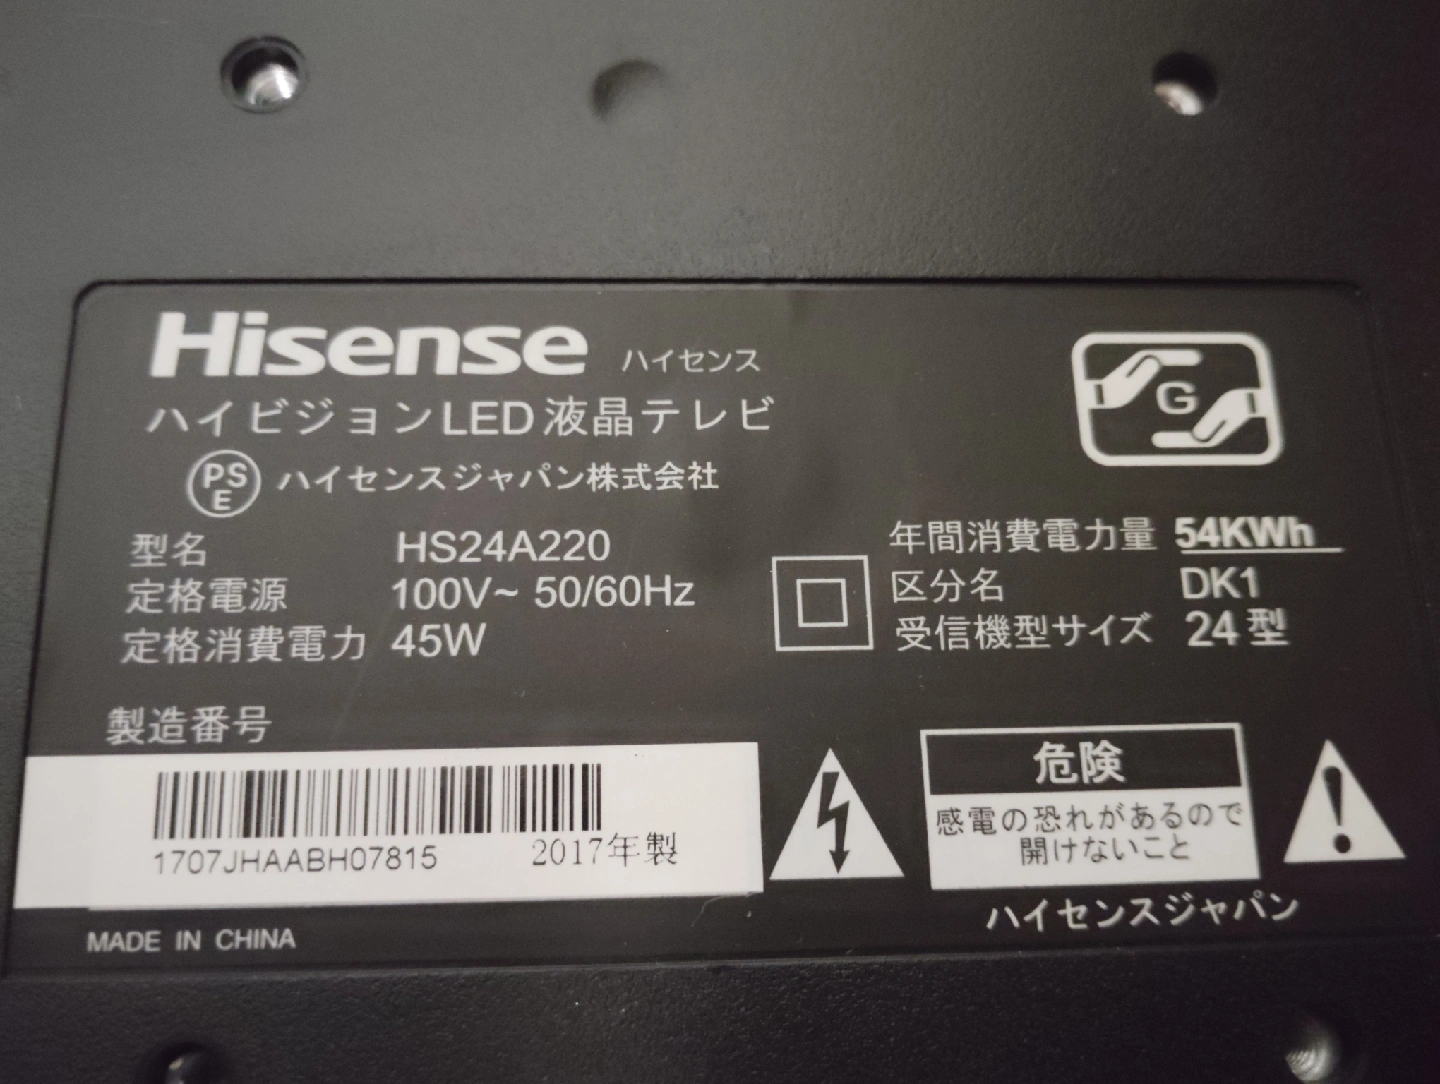 Hisense ハイセンス
ハイビジョンLED液晶テレビ
PS
E
ハイセンスジャパン株式会社
G
型名 HS24A220
定格電源 100V~ 50/60Hz
定格消費電力 45W
年間消費電力量 54KWh
区分名 DK1
受信機型サイズ 24型
製造番号
1707JHAABH07815 2017年製
MADE IN CHINA
危険
感電の恐れがあるので
開けないこと
ハイセンスジャパン